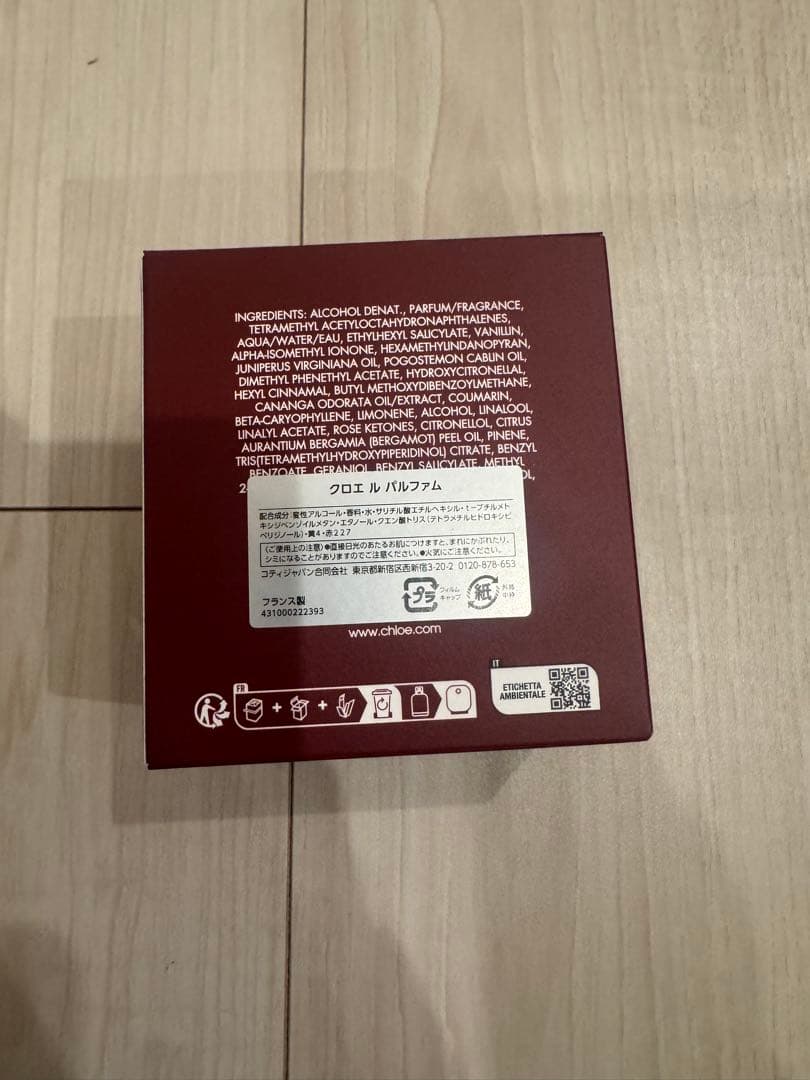 INGREDIENTS: ALCOHOL DENAT., PARFUM/FRAGRANCE,
TETRAMETHYL ACETYLOCTAHYDRONAPHTHALENES,
AQUA/WATER/EAU, ETHYLHEXYL SALICYLATE, VANILLIN,
ALPHA-ISOMETHYL IONONE, HEXAMETHYLINDANOPYRAN,
JUNIPERUS VIRGINIANA OIL, POGOSTEMON CABLIN OIL,
DIMETHYL PHENETHYL ACETATE, HYDROXYCITRONELLAL,
HEXYL CINNAMAL, BUTYL METHOXYDIBENZOYLMETHANE,
CANANGA ODORATA OIL/EXTRACT, COUMARIN,
BETA-CARYOPHYLLENE, LIMONENE, ALCOHOL, LINALOOL,
LINALYL ACETATE, ROSE KETONES, CITRONELLOL, CITRUS
AURANTIUM BERGAMIA (BERGAMOT) PEEL OIL, PINENE,
TRIS(TETRAMETHYLHYDROXYPIPERIDINOL) CITRATE, BENZYL
BENZOATE, GERANIOL, BENZYL SALICYLATE, METHYL
2-
クロエ ル パルファム
配合成分:変性アルコール・香料・水・サリチル酸エチルヘキシル・t-ブチルメト
キシジベンゾイルメタン・エタノール・クエン酸トリス(テトラメチルヒドロキシピ
ペリジノール)・黄4・赤227
〈ご使用上の注意〉●直接日光のあたるお肌につけますと、まれにかぶれたり、
シミになることがありますのでご注意ください。●火気にご注意ください。
コティジャパン合同会社 東京都新宿区西新宿3-20-2 0120-878-653
フランス製
431000222393
プラ
フィルム
キャップ
紙
外箱
中枠
www.chloe.com
FR
IT
ETICHETTA
AMBIENTALE